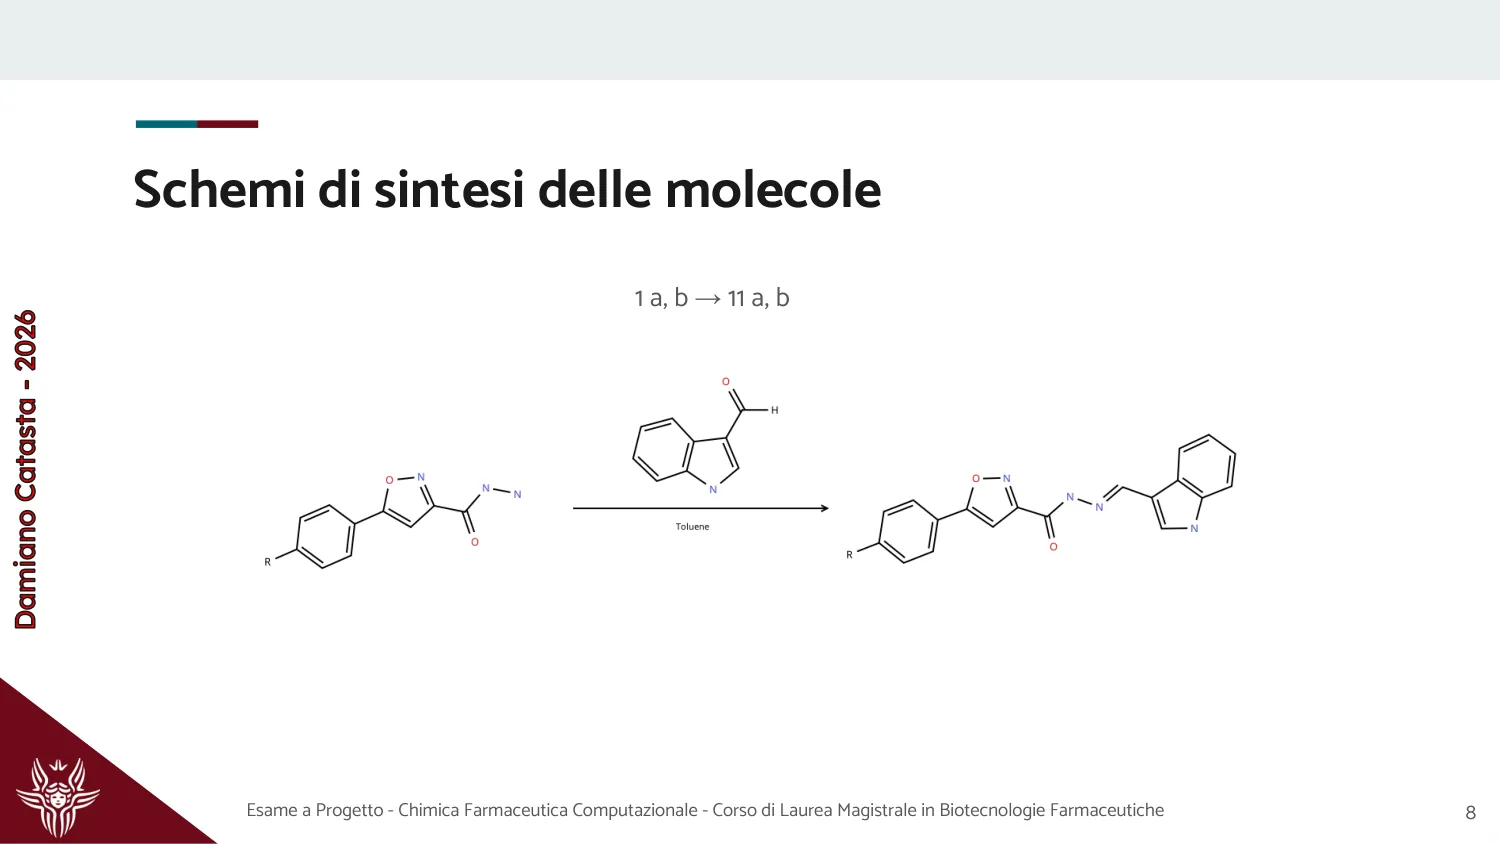 Schemi di sintesi delle molecole
1 a, b → 11 a, b
O
H
N
Toluene
R
O
N
N
N
O
R
O
N
N
N
O
N
Damiano Catasta - 2026
Esame a Progetto - Chimica Farmaceutica Computazionale - Corso di Laurea Magistrale in Biotecnologie Farmaceutiche
8